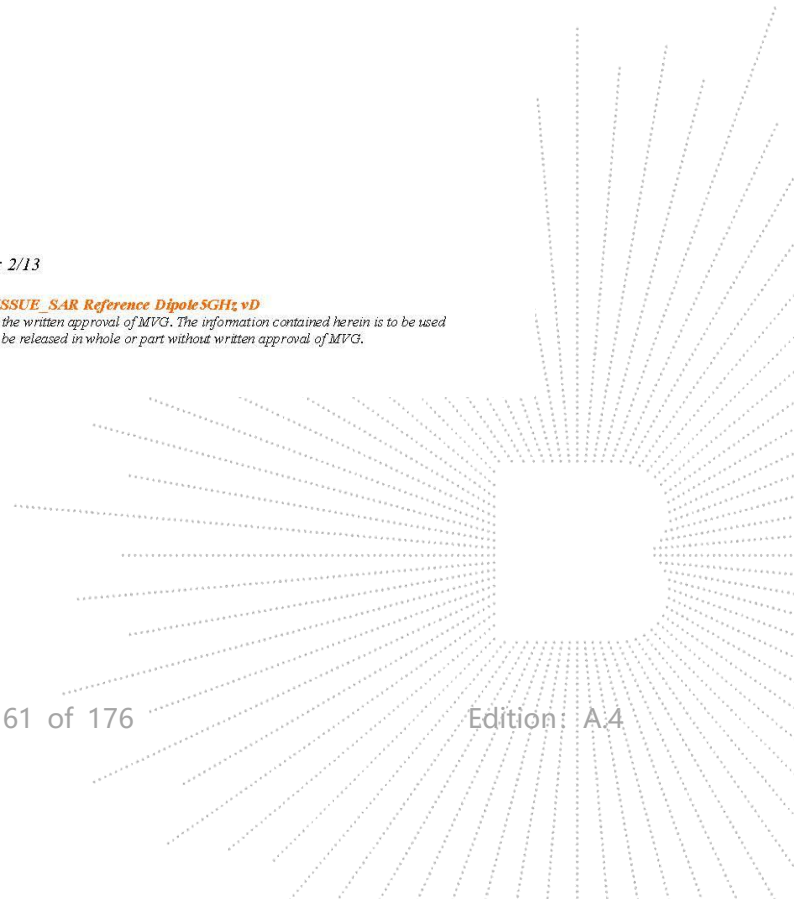 : 2/13
SSUE_SAR Reference Dipole5GHz vD
the written approval of MVG. The information contained herein is to be used
be released in whole or part without written approval of MVG.
61 of 176 Edition: A.4